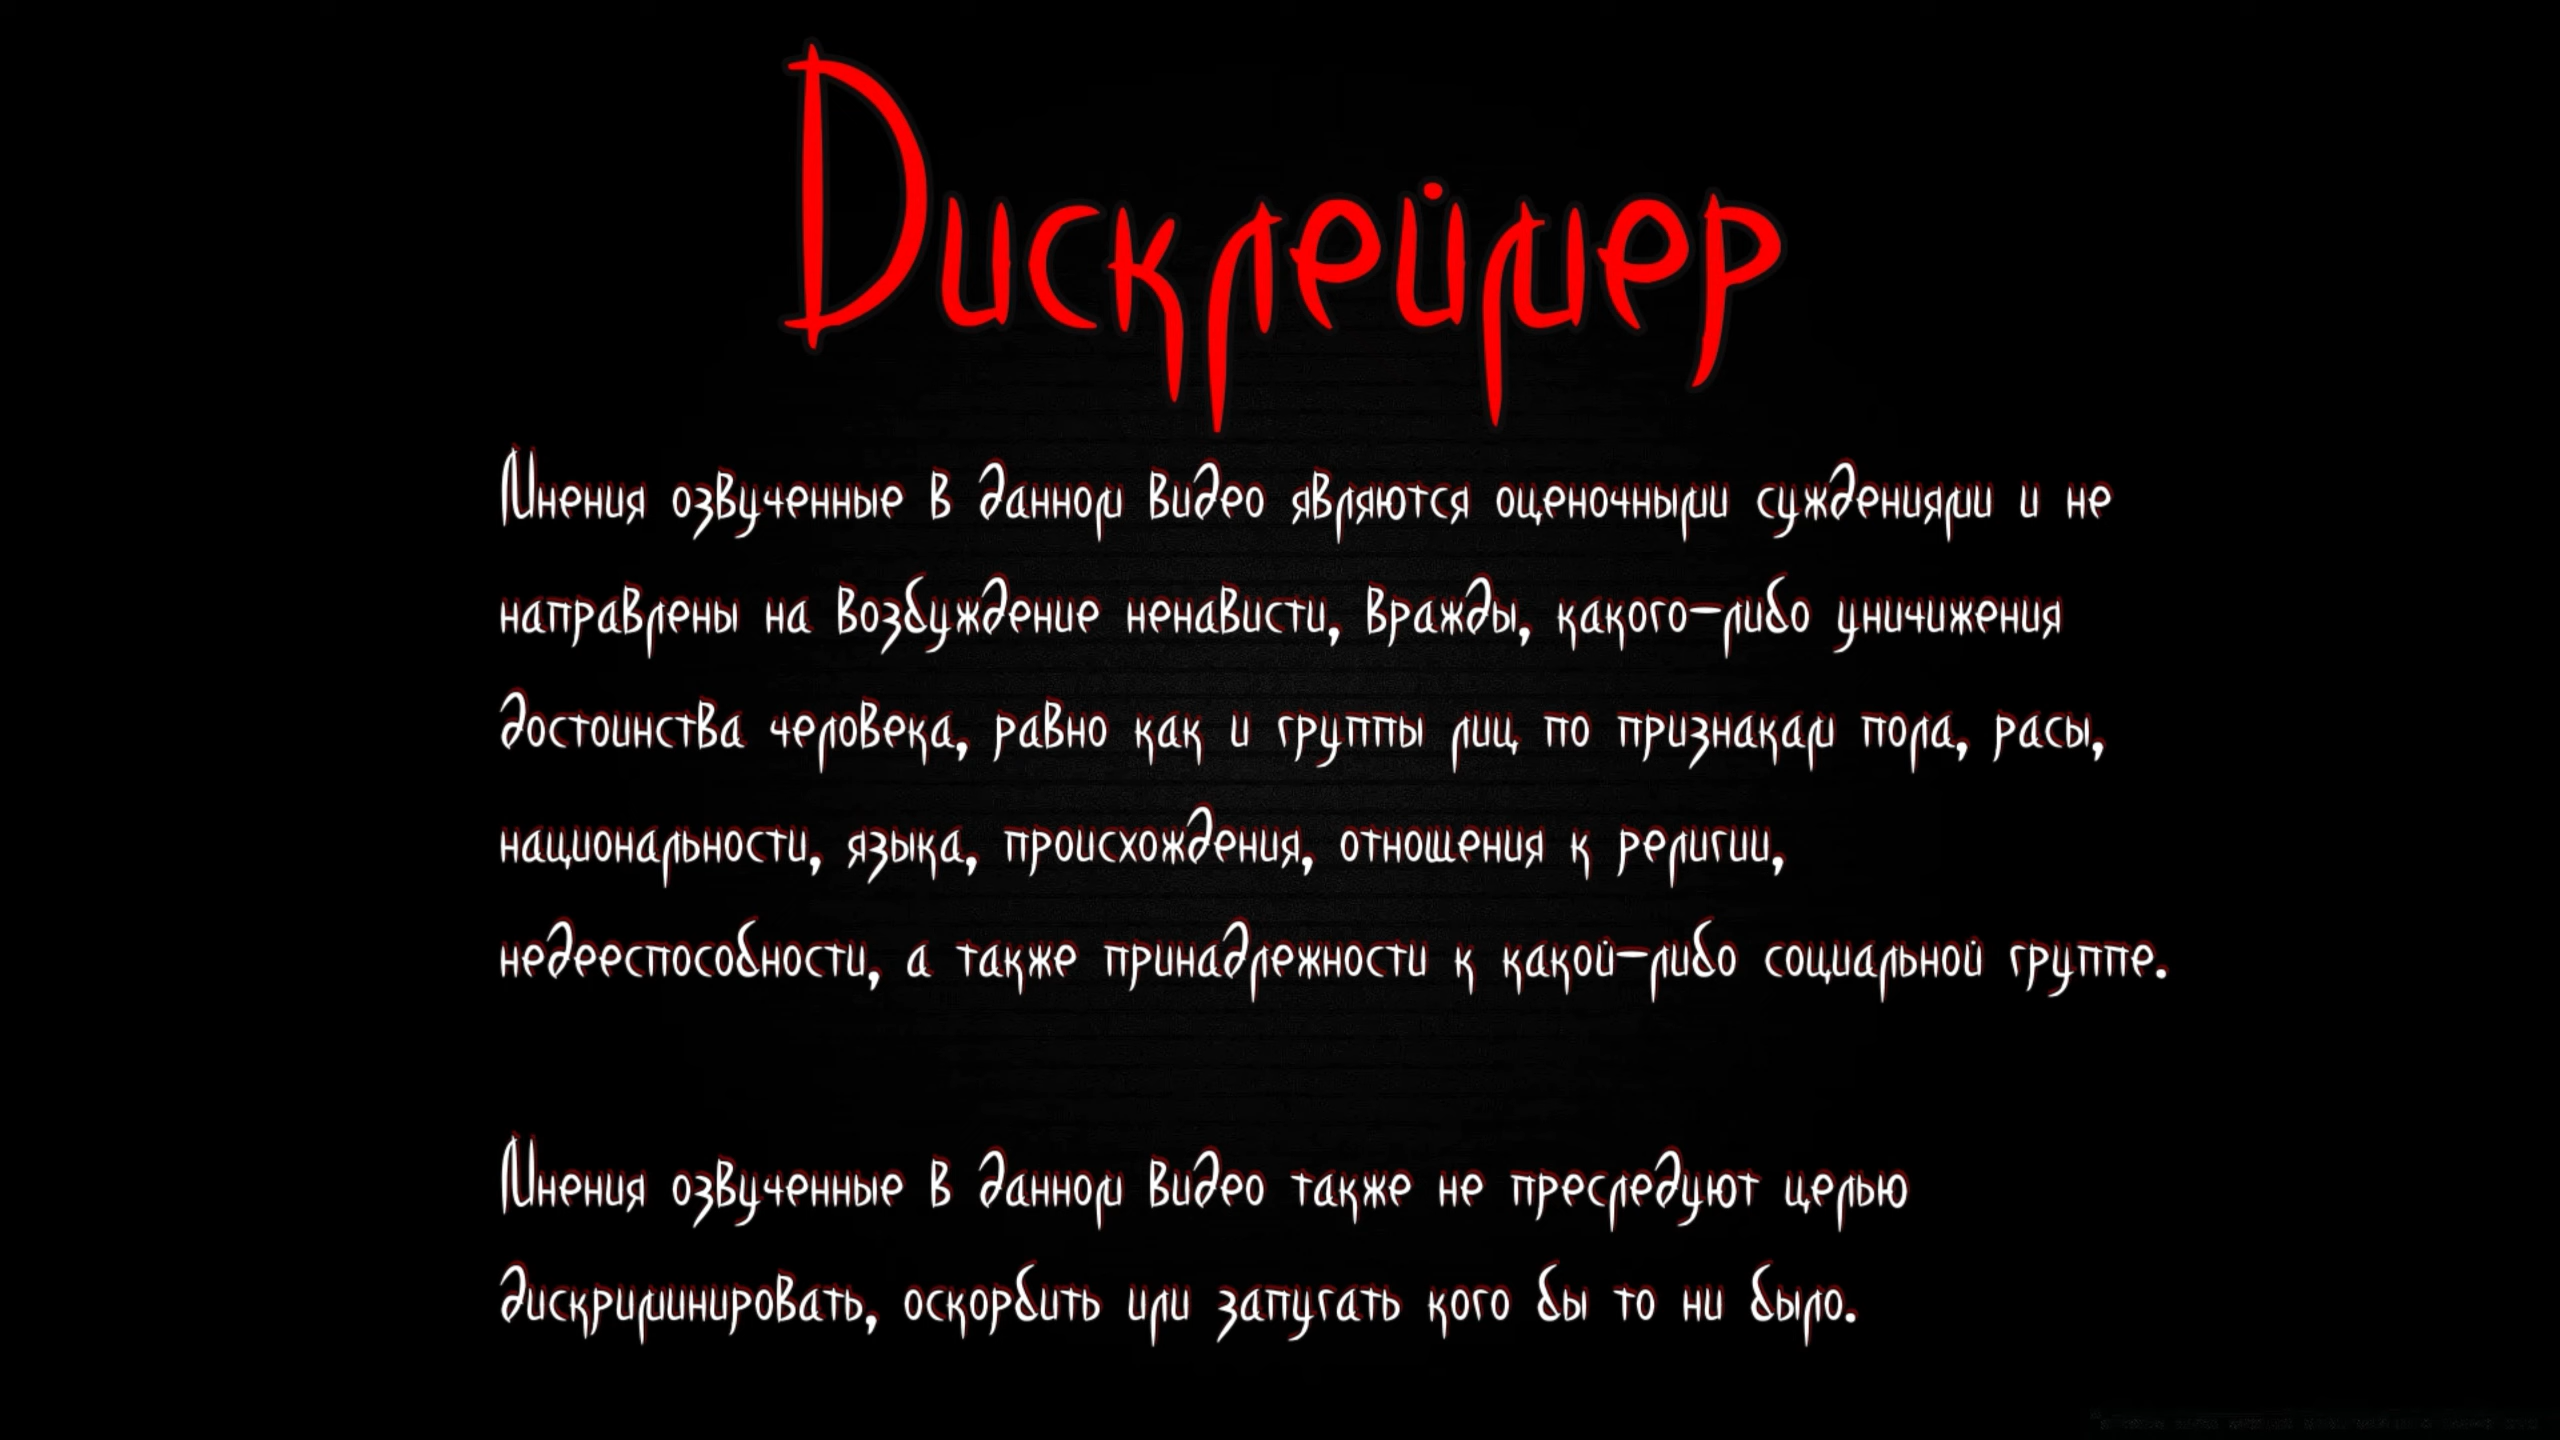 Дисклеймер
Мнения озвученные в данном видео являются оценочными суждениями и не
направлены на возбуждение ненависти, вражды, какого-либо уничижения
достоинства человека, равно как и группы лиц по признакам пола, расы,
национальности, языка, происхождения, отношения к религии,
недееспособности, а также принадлежности к какой-либо социальной группе.
Мнения озвученные в данном видео также не преследуют целью
дискриминировать, оскорбить или запугать кого бы то ни было.